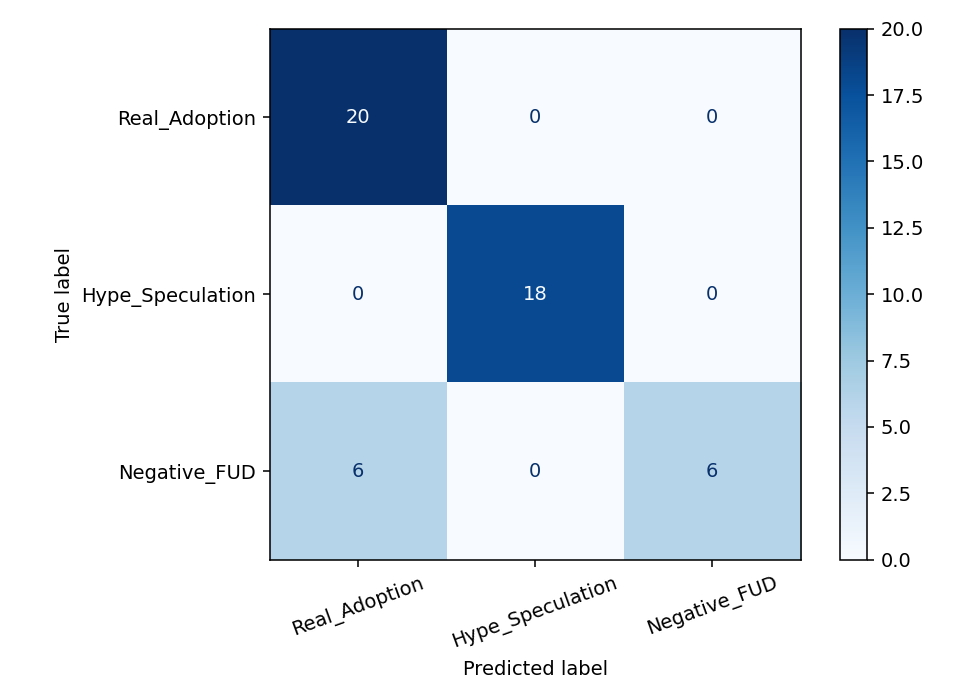 Real_Adoption
Hype_Speculation
Negative_FUD
True label
20 0 0
0 18 0
6 0 6
Real_Adoption
Hype_Speculation
Negative_FUD
Predicted label
20.0
17.5
15.0
12.5
10.0
7.5
5.0
2.5
0.0